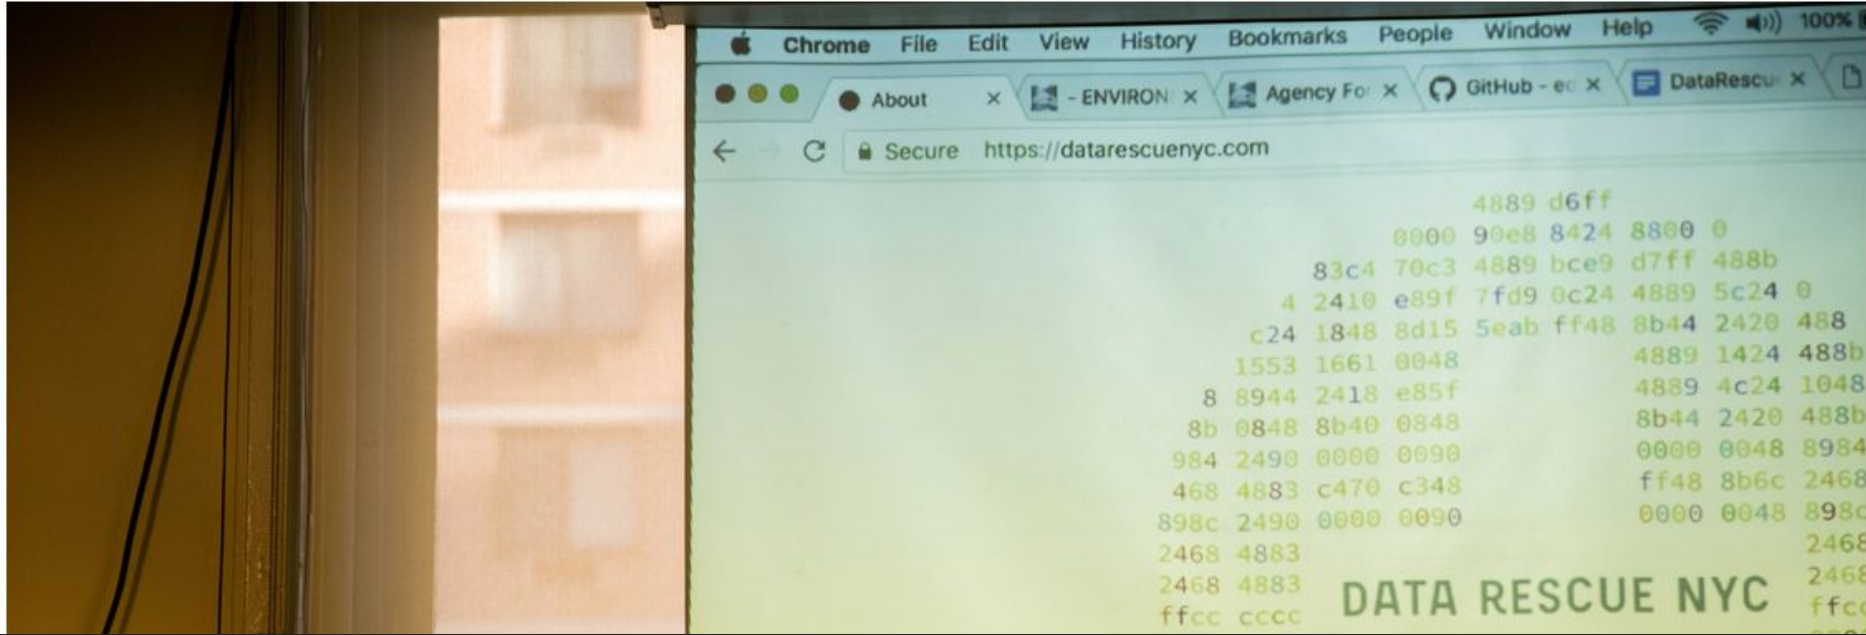 Chrome File Edit View History Bookmarks People Window Help 100%
About × - ENVIRON × Agency Fo × GitHub - × DataRescu ×
Secure https://datarescuenyc.com
4889 d6ff
0000 90e8 8424 8800 0
83c4 70c3 4889 bce9 d7ff 488b
4 2410 e89f 7fd9 0c24 4889 5c24 0
c24 1848 8d15 5eab ff48 8b44 2420 488
1553 1661 0048 4889 1424 488b
8 8944 2418 e85f 4889 4c24 1048
8b 0848 8b40 0848 8b44 2420 488b
984 2490 0000 0090 0000 0048 8984
468 4883 c470 c348 ff48 8b6c 2468
898c 2490 0000 0090 0000 0048 898c
2468 4883 2468
2468 4883 2468
ffcc cccc DATA RESCUE NYC ffcc